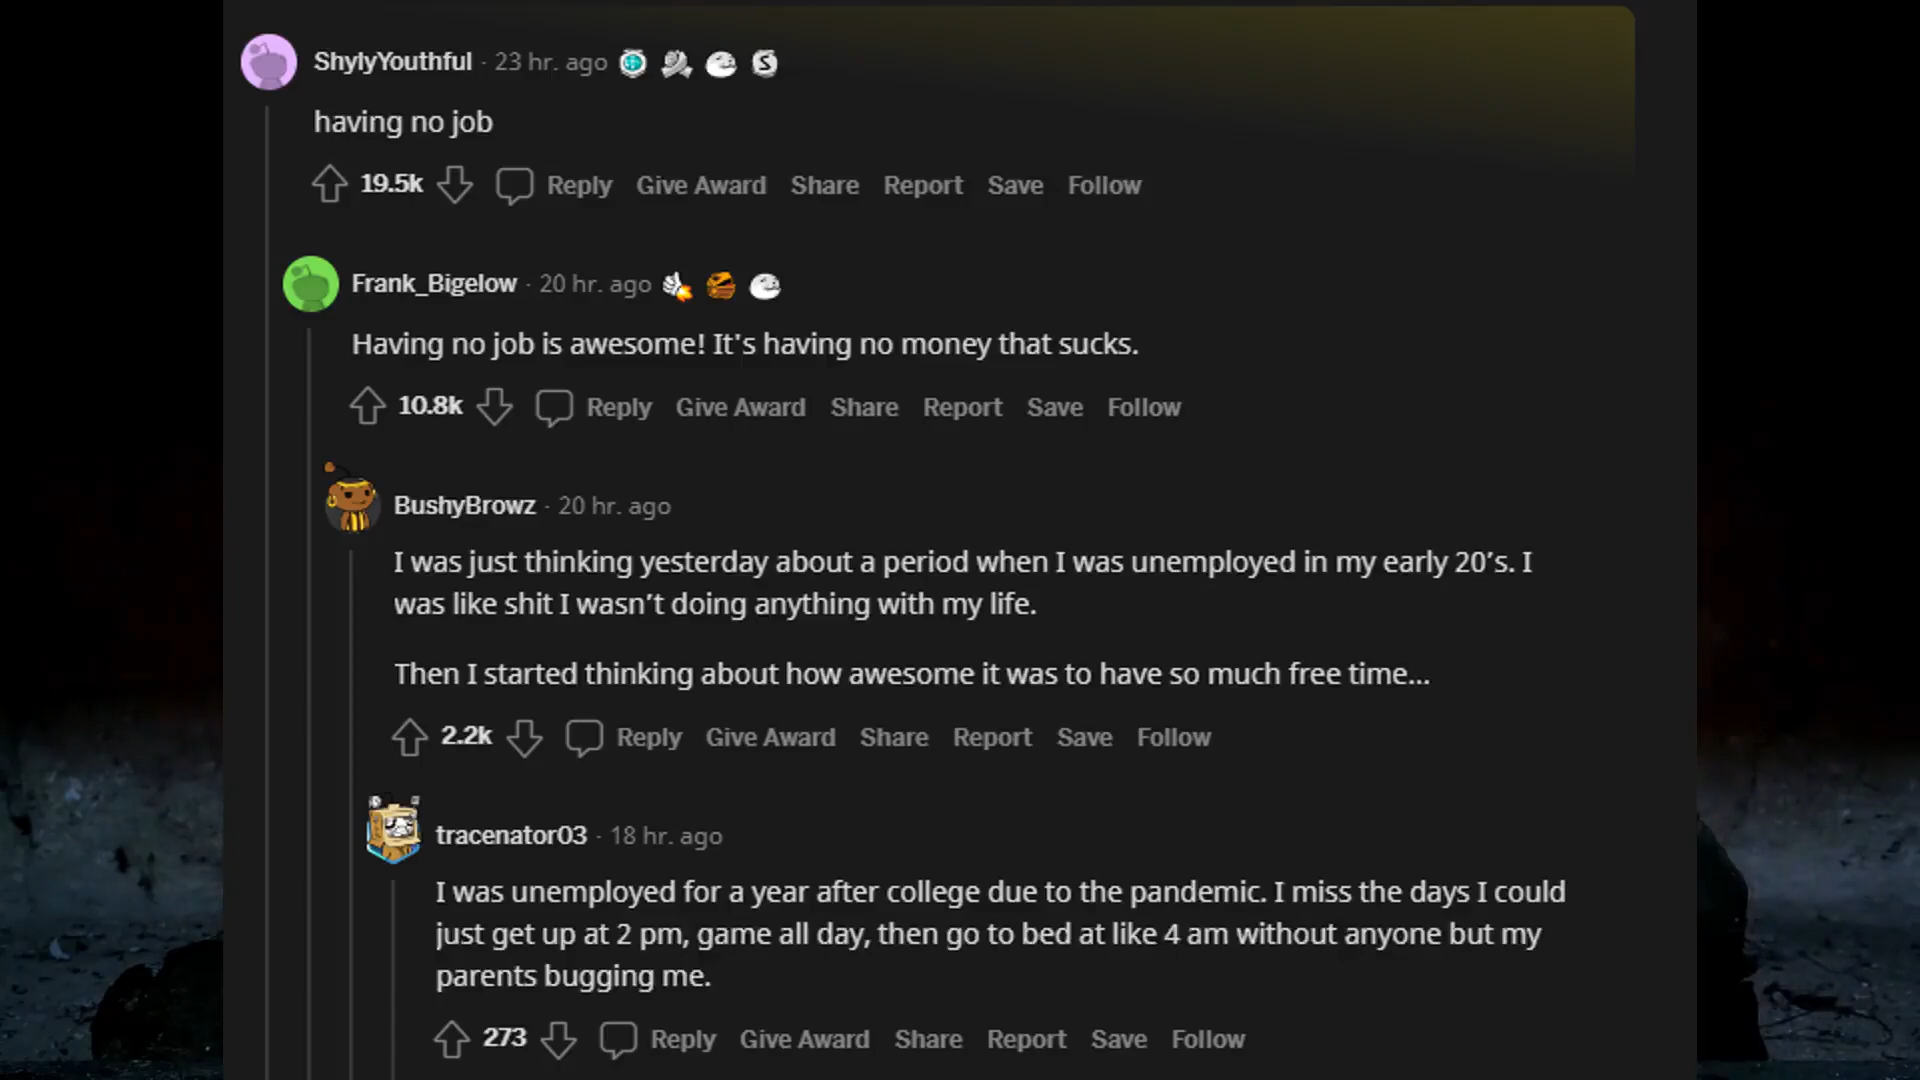 ShylyYouthful · 23 hr. ago
having no job
19.5k Reply Give Award Share Report Save Follow
Frank_Bigelow · 20 hr. ago
Having no job is awesome! It's having no money that sucks.
10.8k Reply Give Award Share Report Save Follow
BushyBrowz · 20 hr. ago
I was just thinking yesterday about a period when I was unemployed in my early 20’s. I
was like shit I wasn’t doing anything with my life.
Then I started thinking about how awesome it was to have so much free time...
2.2k Reply Give Award Share Report Save Follow
tracenator03 · 18 hr. ago
I was unemployed for a year after college due to the pandemic. I miss the days I could
just get up at 2 pm, game all day, then go to bed at like 4 am without anyone but my
parents bugging me.
273 Reply Give Award Share Report Save Follow